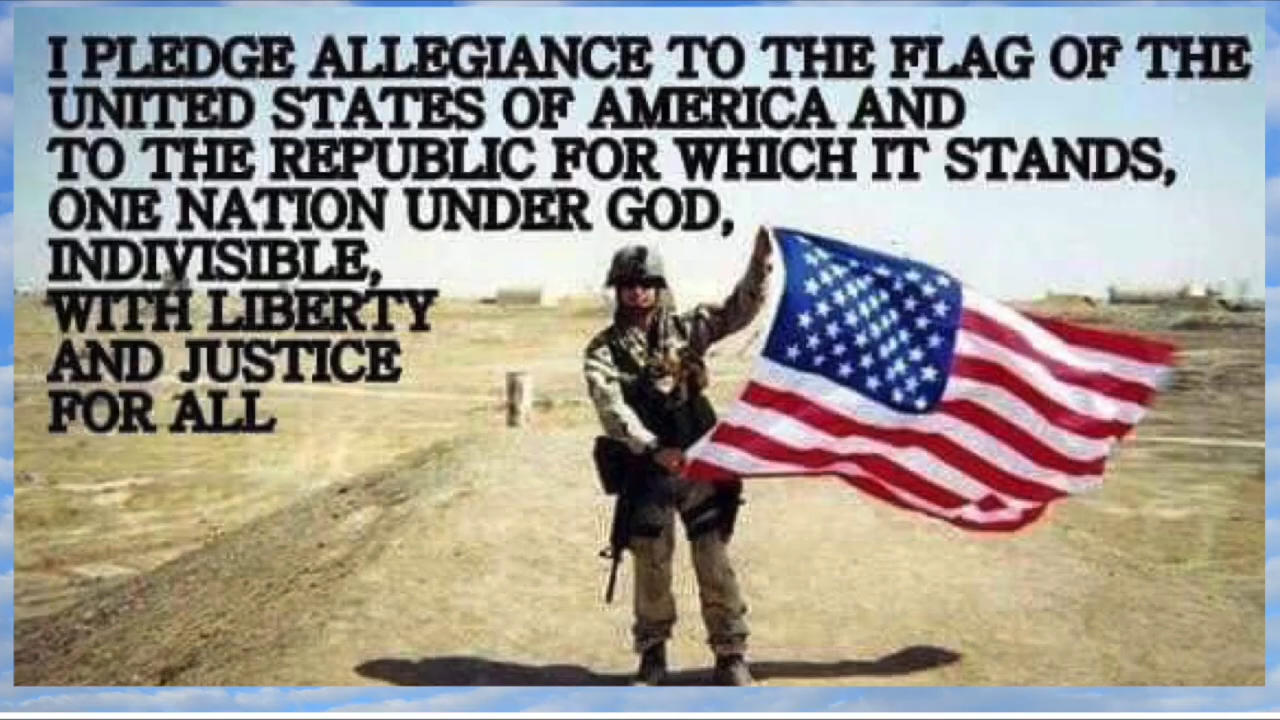 I PLEDGE ALLEGIANCE TO THE FLAG OF THE
UNITED STATES OF AMERICA AND
TO THE REPUBLIC FOR WHICH IT STANDS,
ONE NATION UNDER GOD,
INDIVISIBLE,
WITH LIBERTY
AND JUSTICE
FOR ALL